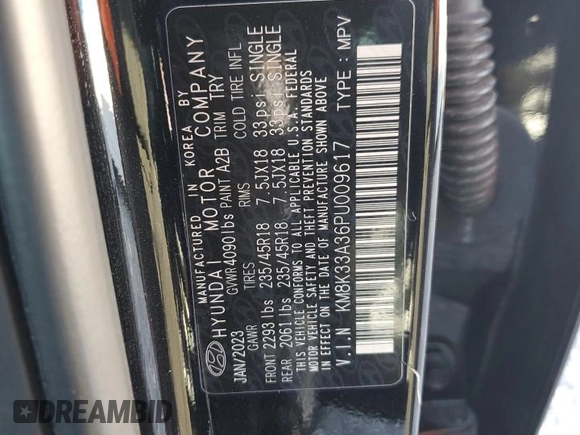 MANUFACTURED IN KOREA BY
HYUNDAI MOTOR COMPANY
JAN/2023 GVWR 4090 lbs PAINT A2B TRIM TRY
GAWR TIRES RIMS COLD TIRE INFL
FRONT 2293 lbs 235/45R18 7.5JX18 33psi SINGLE
REAR 2061 lbs 235/45R18 7.5JX18 33psi SINGLE
THIS VEHICLE CONFORMS TO ALL APPLICABLE U.S.A. FEDERAL
MOTOR VEHICLE SAFETY AND THEFT PREVENTION STANDARDS
IN EFFECT ON THE DATE OF MANUFACTURE SHOWN ABOVE
V.I.N KM8K33A36PU009617 TYPE : MPV
DREAMBID